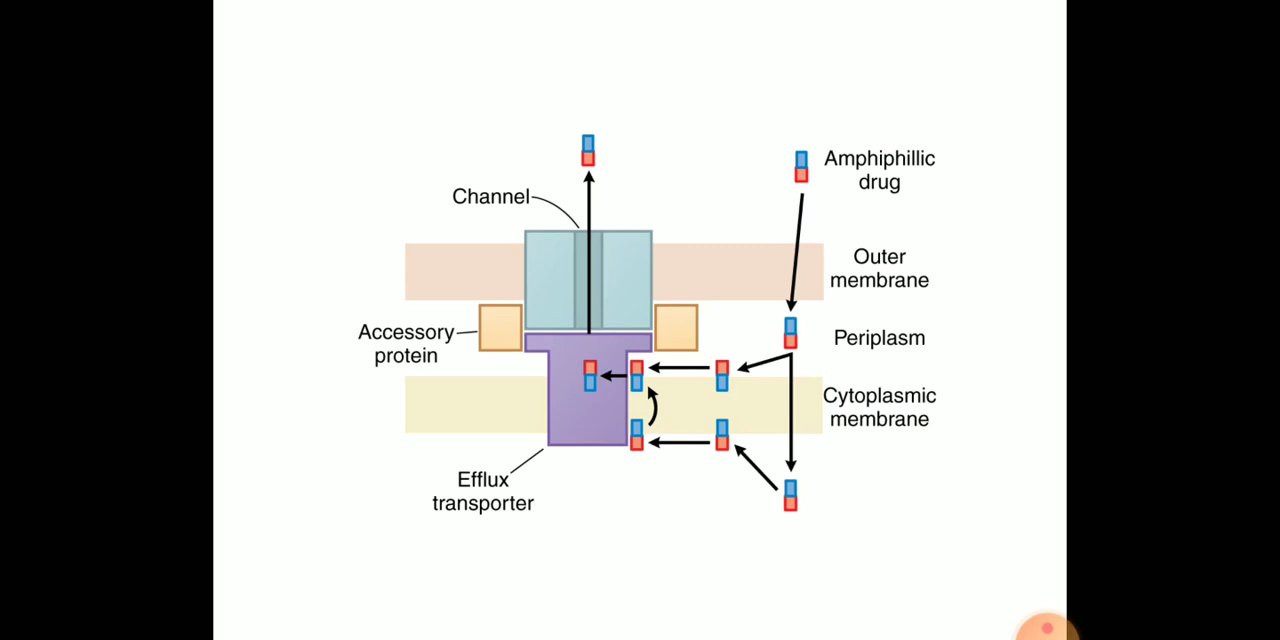 Amphiphillic
drug
Channel
Outer
membrane
Accessory
protein
Periplasm
Cytoplasmic
membrane
Efflux
transporter